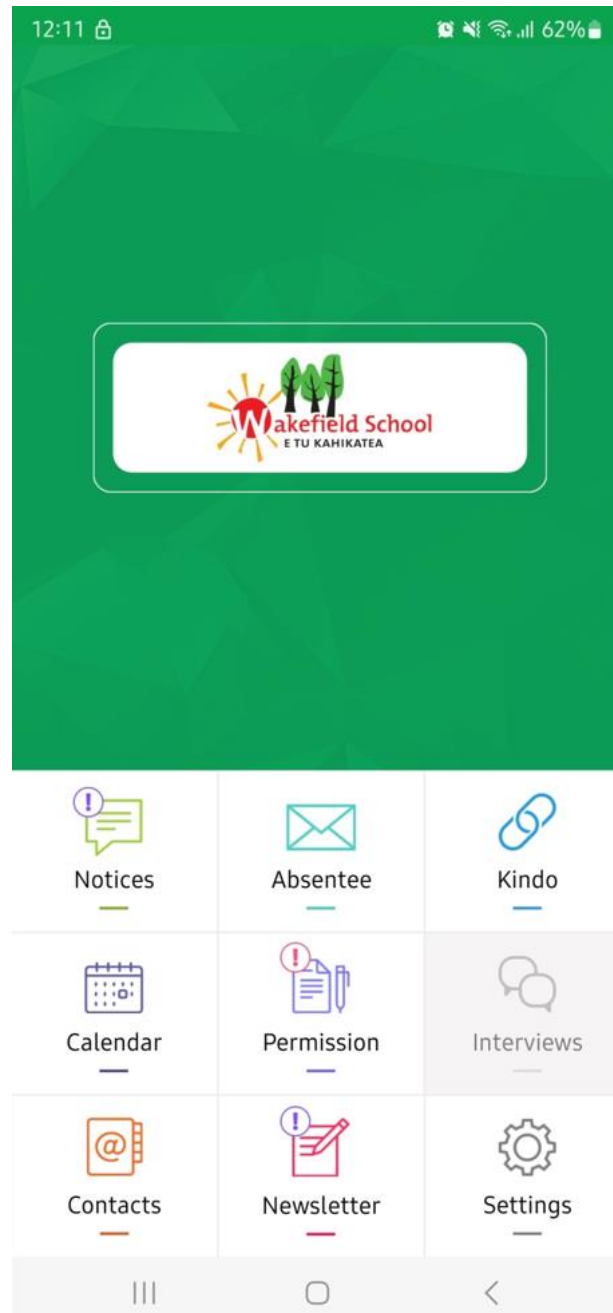 12:11 62%
Wakefield School
E TU KAHIKATEA
Notices Absentee Kindo
Calendar Permission Interviews
Contacts Newsletter Settings